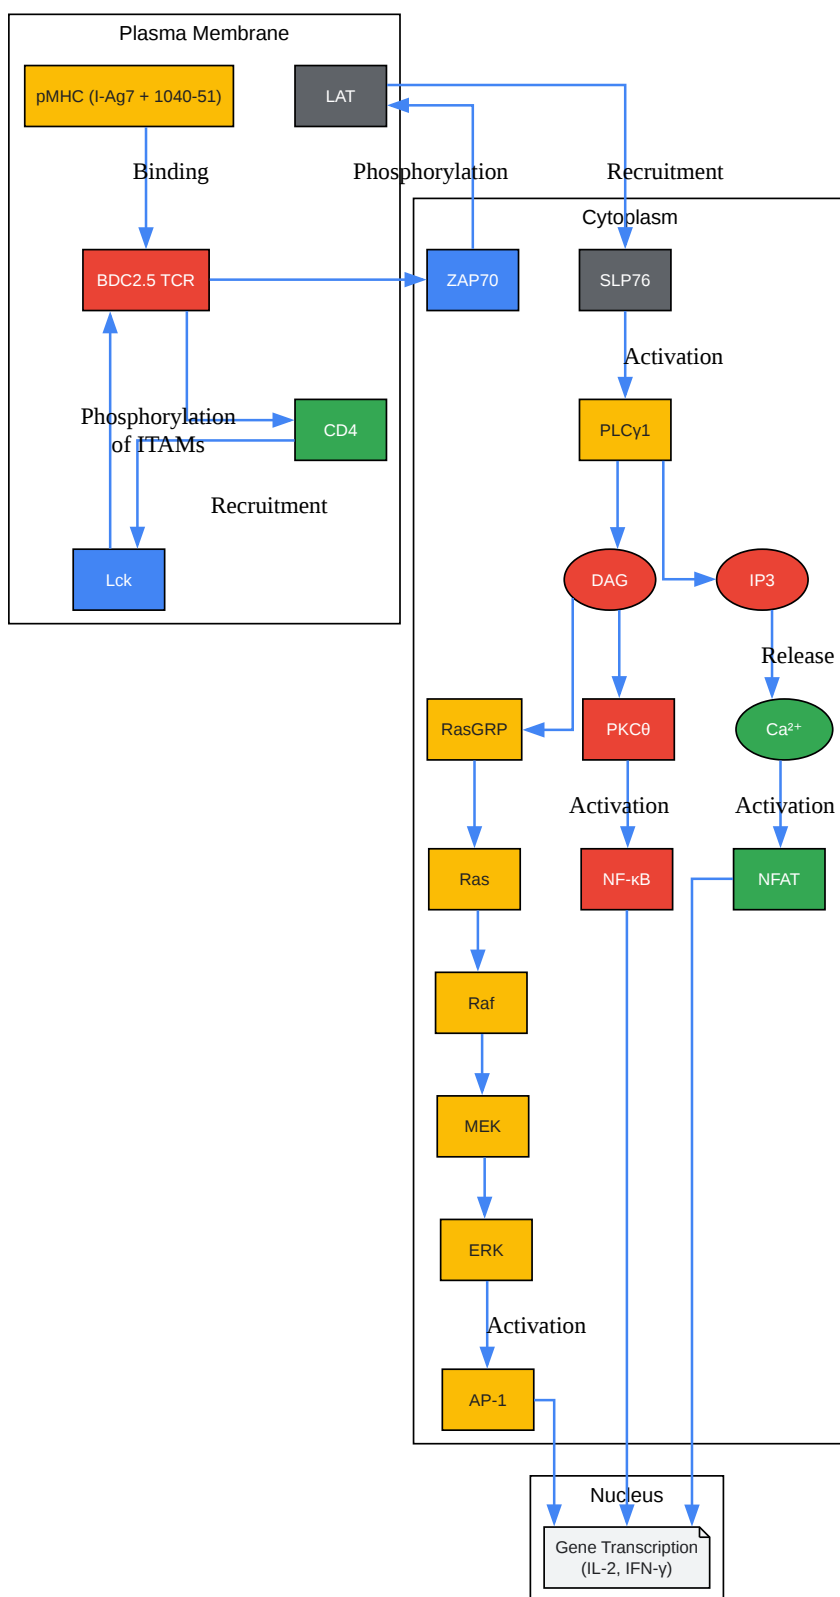 Plasma Membrane
pMHC (I-Ag7 + 1040-51)
LAT
Binding
Phosphorylation
Recruitment
Cytoplasm
BDC2.5 TCR
ZAP70
SLP76
Activation
Phosphorylation
of ITAMs
CD4
PLCγ1
Recruitment
Lck
DAG
IP3
Release
RasGRP
PKCθ
Ca²⁺
Activation
Activation
Ras
NF-κB
NFAT
Raf
MEK
ERK
Activation
AP-1
Nucleus
Gene Transcription
(IL-2, IFN-γ)